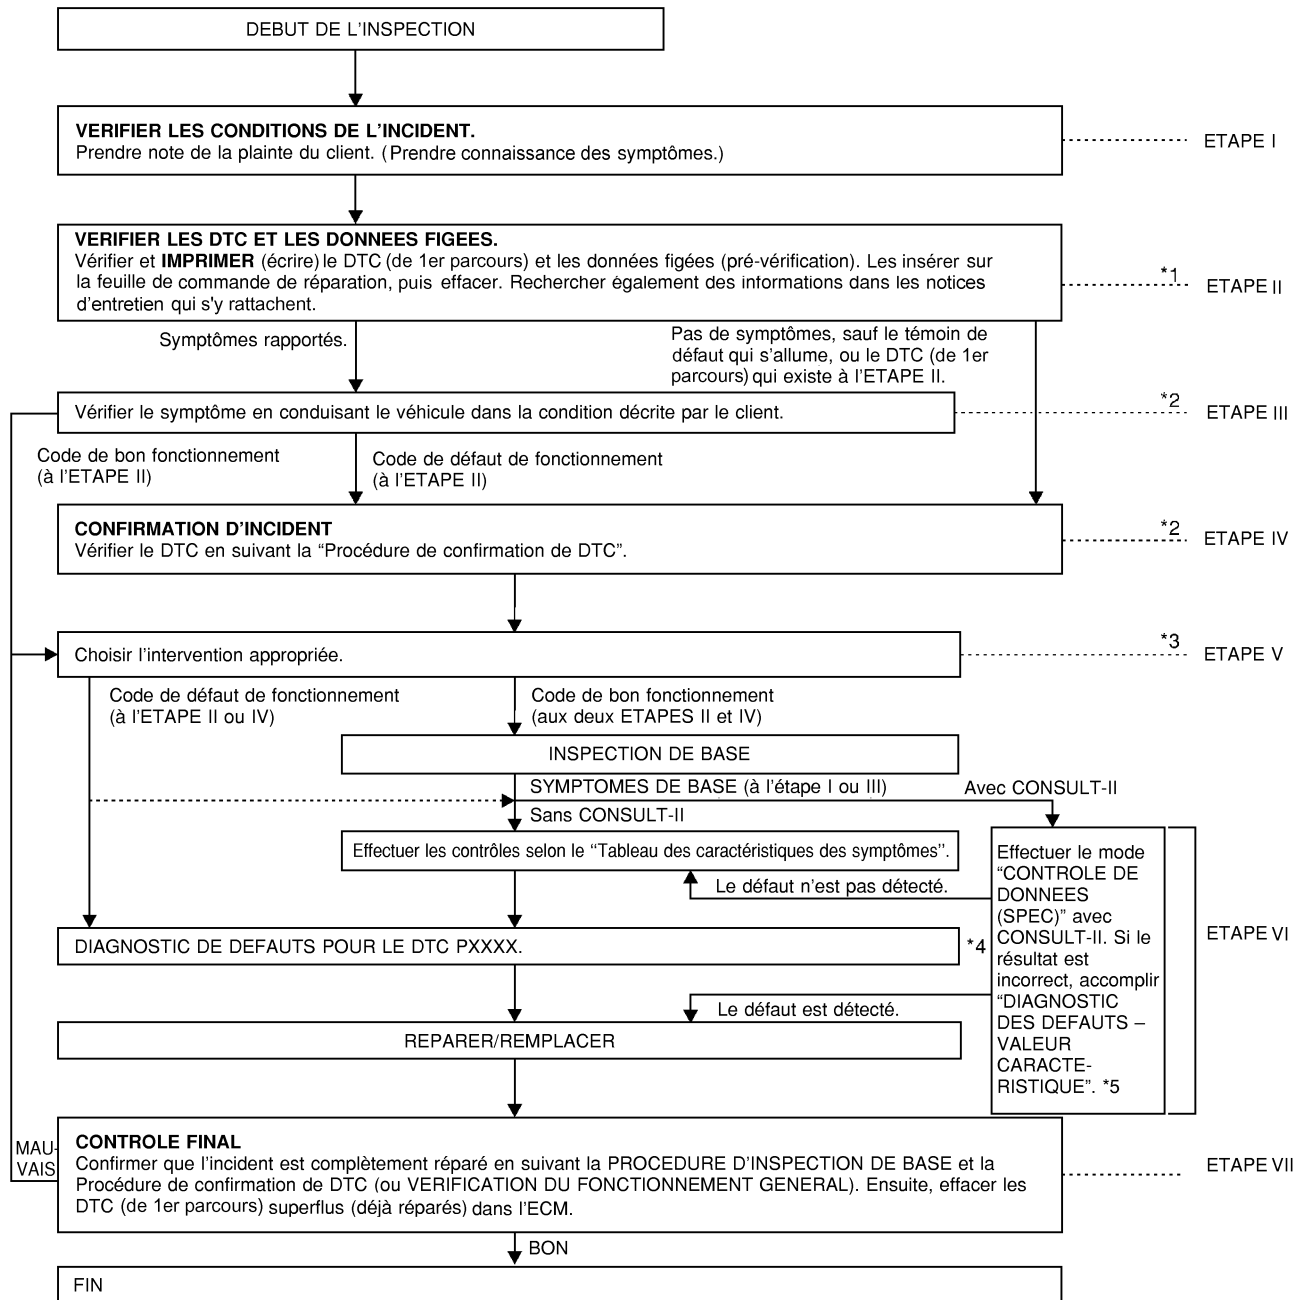 DEBUT DE L'INSPECTION
VERIFIER LES CONDITIONS DE L'INCIDENT.
Prendre note de la plainte du client. (Prendre connaissance des symptômes.)
ETAPE I
VERIFIER LES DTC ET LES DONNEES FIGEES.
Vérifier et IMPRIMER (écrire) le DTC (de 1er parcours) et les données figées (pré-vérification). Les insérer sur
la feuille de commande de réparation, puis effacer. Rechercher également des informations dans les notices
d'entretien qui s'y rattachent.
*1
ETAPE II
Symptômes rapportés.
Pas de symptômes, sauf le témoin de
défaut qui s'allume, ou le DTC (de 1er
parcours) qui existe à l'ETAPE II.
Vérifier le symptôme en conduisant le véhicule dans la condition décrite par le client.
*2
ETAPE III
Code de bon fonctionnement
(à l'ETAPE II)
Code de défaut de fonctionnement
(à l'ETAPE II)
CONFIRMATION D'INCIDENT
Vérifier le DTC en suivant la “Procédure de confirmation de DTC”.
*2
ETAPE IV
Choisir l'intervention appropriée.
*3
ETAPE V
Code de défaut de fonctionnement
(à l'ETAPE II ou IV)
Code de bon fonctionnement
(aux deux ETAPES II et IV)
INSPECTION DE BASE
SYMPTOMES DE BASE (à l'étape I ou III)
Avec CONSULT-II
Sans CONSULT-II
Effectuer les contrôles selon le “Tableau des caractéristiques des symptômes”.
Le défaut n'est pas détecté.
DIAGNOSTIC DE DEFAUTS POUR LE DTC PXXXX.
*4
Le défaut est détecté.
REPARER/REMPLACER
Effectuer le mode
“CONTROLE DE
DONNEES
(SPEC)” avec
CONSULT-II. Si le
résultat est
incorrect, accomplir
“DIAGNOSTIC
DES DEFAUTS –
VALEUR
CARACTE-
RISTIQUE”. *5
ETAPE VI
MAU-
VAIS
CONTROLE FINAL
Confirmer que l'incident est complètement réparé en suivant la PROCEDURE D'INSPECTION DE BASE et la
Procédure de confirmation de DTC (ou VERIFICATION DU FONCTIONNEMENT GENERAL). Ensuite, effacer les
DTC (de 1er parcours) superflus (déjà réparés) dans l'ECM.
ETAPE VII
BON
FIN